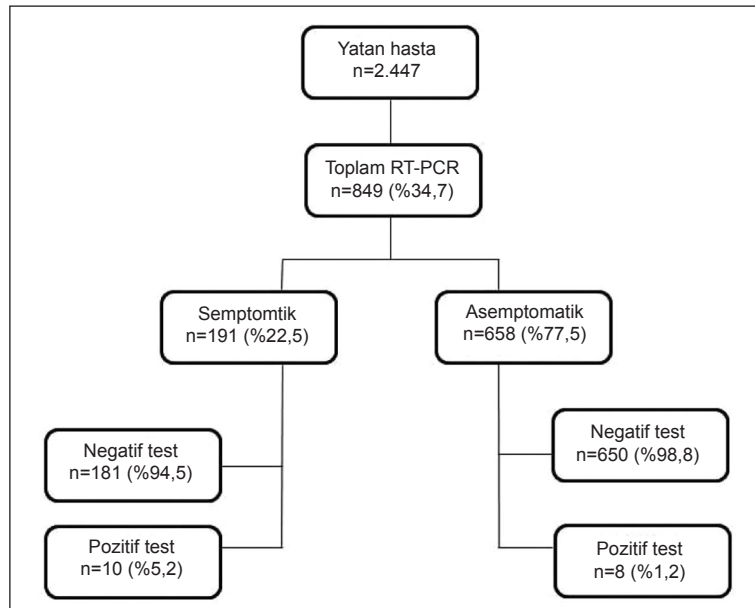 Yatan hasta
n=2.447
Toplam RT-PCR
n=849 (%34,7)
Semptomtik
n=191 (%22,5)
Asemptomatik
n=658 (%77,5)
Negatif test
n=181 (%94,5)
Negatif test
n=650 (%98,8)
Pozitif test
n=10 (%5,2)
Pozitif test
n=8 (%1,2)